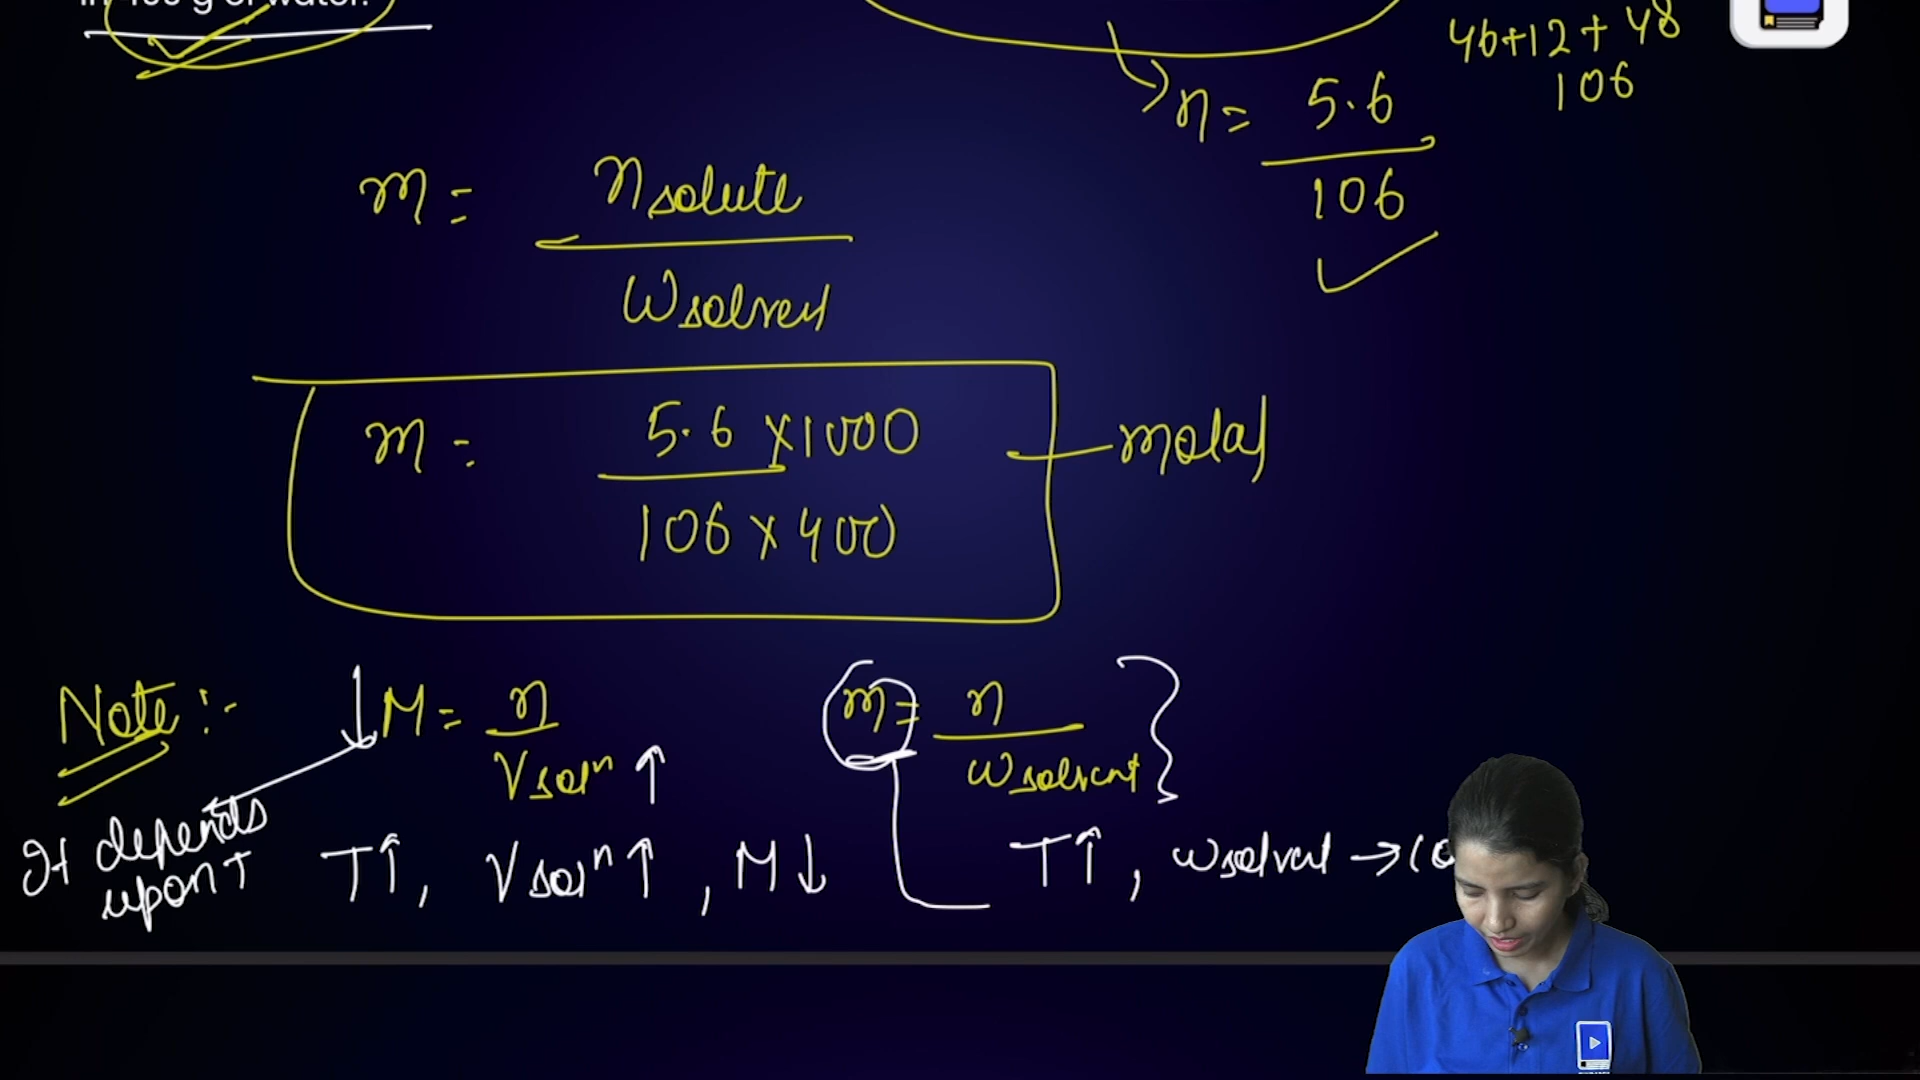 46+12+48
106
n = 5.6
106
m = n solute
W solvent
m = 5.6 ×1000
106 × 400
molal
Note :- ↓ M = n
V solⁿ ↑
m = n
w solvent
It depends
upon T
T↑, V solⁿ ↑, M↓
T↑, w solvent →